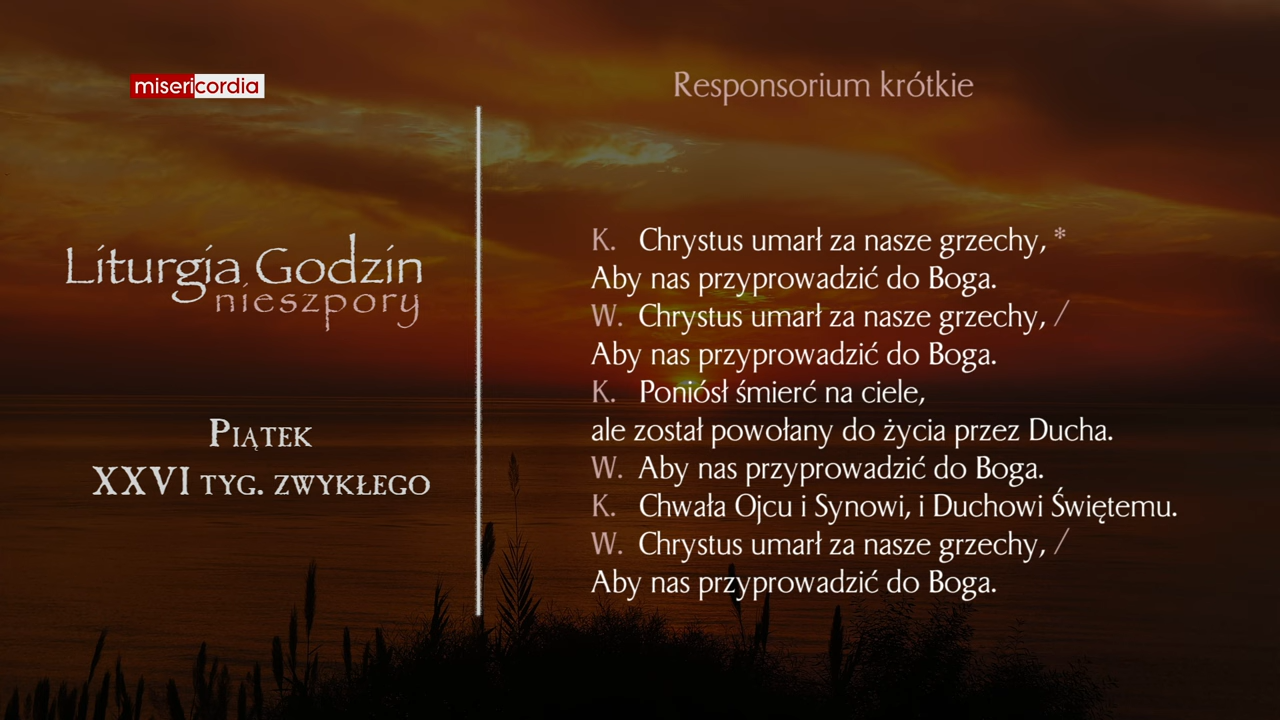 misericordia
Liturgia Godzin
nieszpory
Piątek
XXVI tyg. zwykłego
Responsorium krótkie
K. Chrystus umarł za nasze grzechy, *
Aby nas przyprowadzić do Boga.
W. Chrystus umarł za nasze grzechy, /
Aby nas przyprowadzić do Boga.
K. Poniósł śmierć na ciele,
ale został powołany do życia przez Ducha.
W. Aby nas przyprowadzić do Boga.
K. Chwała Ojcu i Synowi, i Duchowi Świętemu.
W. Chrystus umarł za nasze grzechy, /
Aby nas przyprowadzić do Boga.